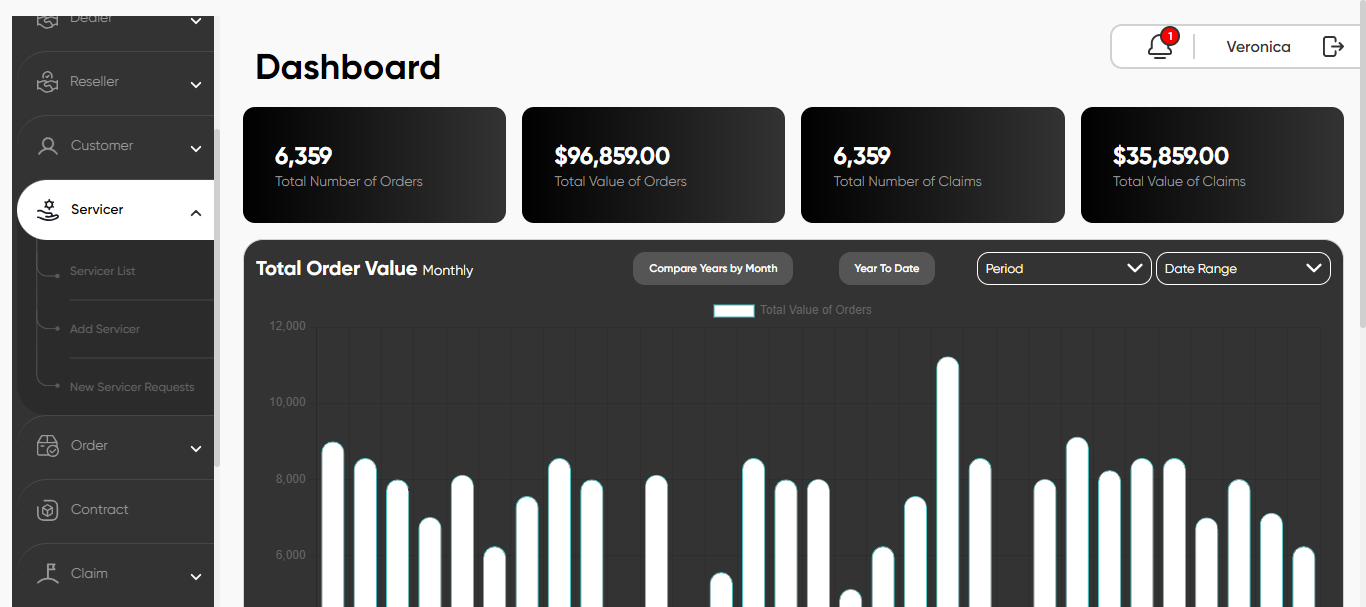 Dealer
Reseller
Customer
Servicer
Servicer List
Add Servicer
New Servicer Requests
Order
Contract
Claim
Dashboard
1
Veronica
6,359
Total Number of Orders
$96,859.00
Total Value of Orders
6,359
Total Number of Claims
$35,859.00
Total Value of Claims
Total Order Value Monthly
Compare Years by Month
Year To Date
Period
Date Range
Total Value of Orders
12,000
10,000
8,000
6,000